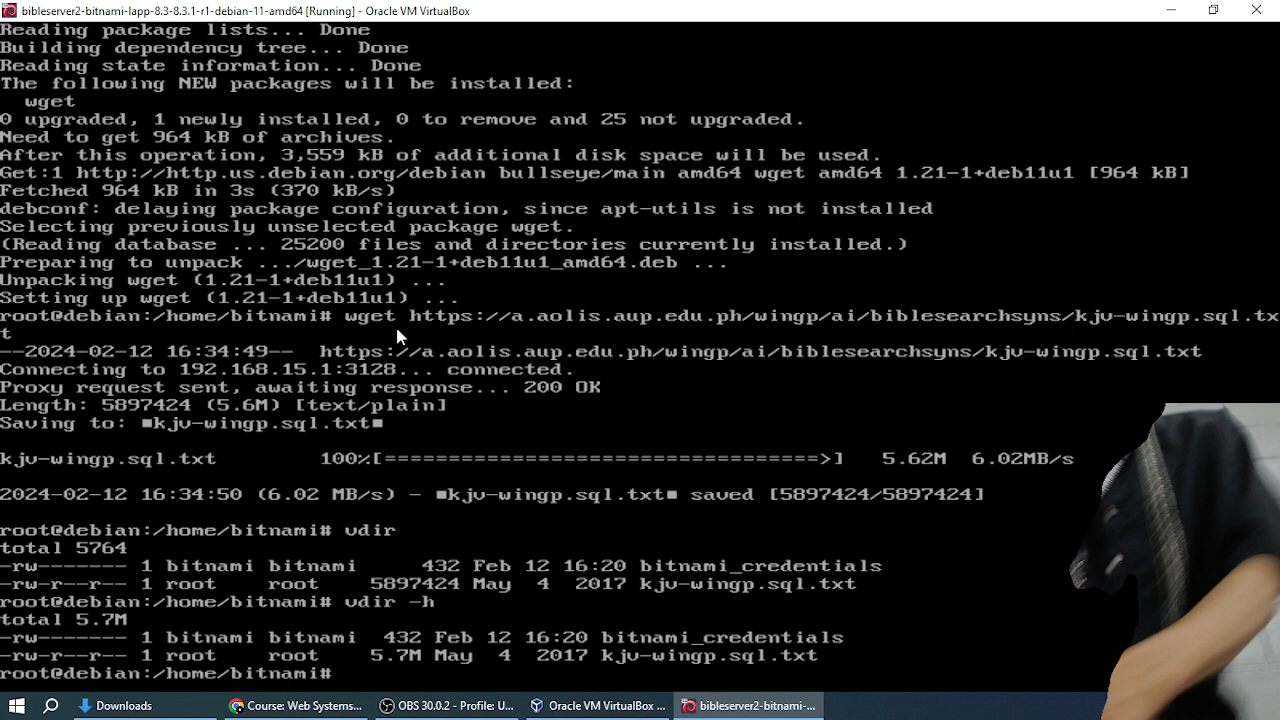 bibleserver2-bitnami-lapp-8.3-8.3.1-r1-debian-11-amd64 [Running] - Oracle VM VirtualBox
Reading package lists... Done
Building dependency tree... Done
Reading state information... Done
The following NEW packages will be installed:
  wget
0 upgraded, 1 newly installed, 0 to remove and 25 not upgraded.
Need to get 964 kB of archives.
After this operation, 3,559 kB of additional disk space will be used.
Get:1 http://http.us.debian.org/debian bullseye/main amd64 wget amd64 1.21-1+deb11u1 [964 kB]
Fetched 964 kB in 3s (370 kB/s)
debconf: delaying package configuration, since apt-utils is not installed
Selecting previously unselected package wget.
(Reading database ... 25200 files and directories currently installed.)
Preparing to unpack .../wget_1.21-1+deb11u1_amd64.deb ...
Unpacking wget (1.21-1+deb11u1) ...
Setting up wget (1.21-1+deb11u1) ...
root@debian:/home/bitnami# wget https://a.aolis.aup.edu.ph/wingp/ai/biblesearchsyns/kjv-wingp.sql.tx
t
--2024-02-12 16:34:49--  https://a.aolis.aup.edu.ph/wingp/ai/biblesearchsyns/kjv-wingp.sql.txt
Connecting to 192.168.15.1:3128... connected.
Proxy request sent, awaiting response... 200 OK
Length: 5897424 (5.6M) [text/plain]
Saving to: ■kjv-wingp.sql.txt■
kjv-wingp.sql.txt        100%[==================================>]   5.62M  6.02MB/s
2024-02-12 16:34:50 (6.02 MB/s) - ■kjv-wingp.sql.txt■ saved [5897424/5897424]
root@debian:/home/bitnami# vdir
total 5764
-rw------- 1 bitnami bitnami     432 Feb 12 16:20 bitnami_credentials
-rw-r--r-- 1 root    root    5897424 May  4  2017 kjv-wingp.sql.txt
root@debian:/home/bitnami# vdir -h
total 5.7M
-rw------- 1 bitnami bitnami  432 Feb 12 16:20 bitnami_credentials
-rw-r--r-- 1 root    root    5.7M May  4  2017 kjv-wingp.sql.txt
root@debian:/home/bitnami#
Downloads
Course: Web Systems...
OBS 30.0.2 - Profile: U...
Oracle VM VirtualBox ...
bibleserver2-bitnami-...